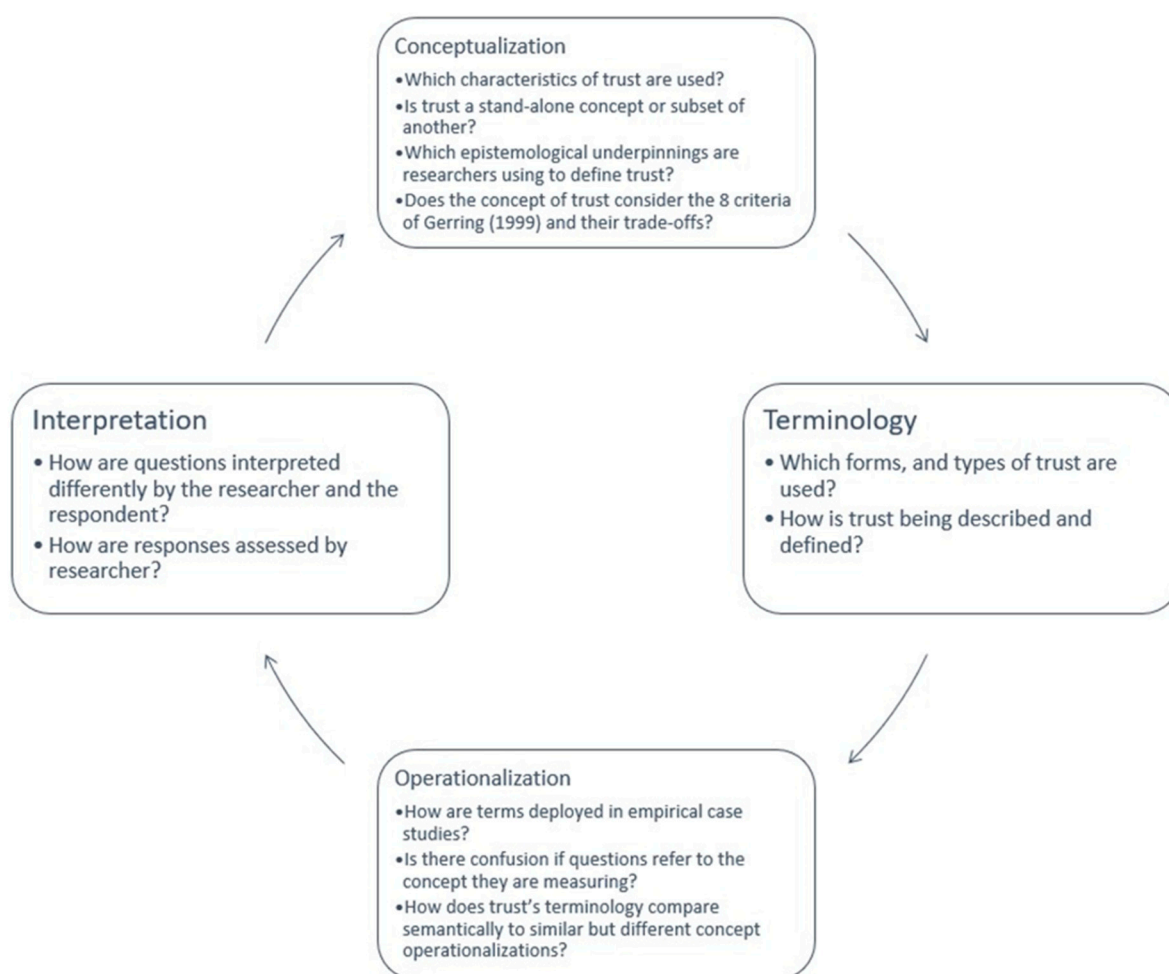 Conceptualization
•Which characteristics of trust are used?
•Is trust a stand-alone concept or subset of
another?
•Which epistemological underpinnings are
researchers using to define trust?
•Does the concept of trust consider the 8 criteria
of Gerring (1999) and their trade-offs?
Interpretation
• How are questions interpreted
differently by the researcher and the
respondent?
• How are responses assessed by
researcher?
Terminology
• Which forms, and types of trust are
used?
• How is trust being described and
defined?
Operationalization
•How are terms deployed in empirical case
studies?
•Is there confusion if questions refer to the
concept they are measuring?
•How does trust's terminology compare
semantically to similar but different concept
operationalizations?